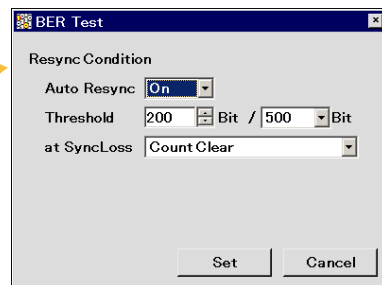 BER Test
Resync Condition
Auto Resync On
Threshold 200 Bit / 500 Bit
at SyncLoss Count Clear
Set Cancel